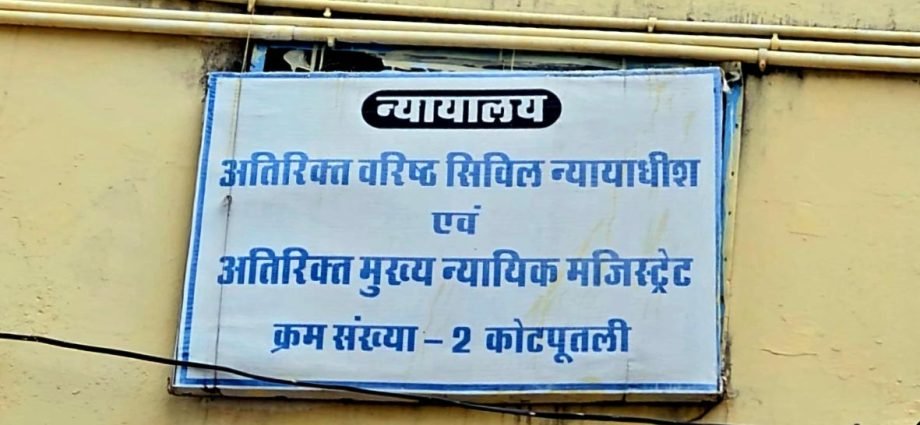 न्यायालय
अतिरिक्त वरिष्ठ सिविल न्यायाधीश
एवं
अतिरिक्त मुख्य न्यायिक मजिस्ट्रेट
क्रम संख्या - 2 कोटपूतली